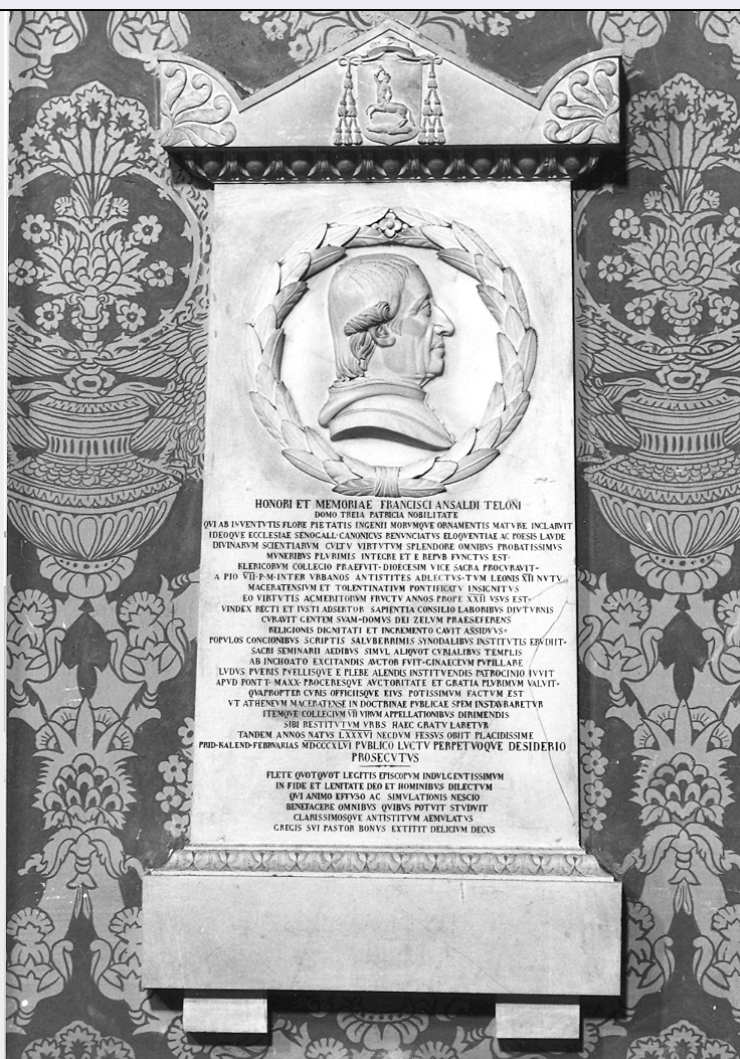 HONORI ET MEMORIAE FRANCISCI ANSALDI TELONI
DOMO TREIA PATRICIA NOBILITATE
QVI AB IVVENTVTIS FLORE PIETATIS INGENII MORVMQVE ORNAMENTIS MATVRE INCLARVIT
IDEOQVE ECCLESIAE SENOGALL·CANONICVS RENVNCIATVS ELOQVENTIAE AC POESIS LAVDE
DIVINARVM SCIENTIARVM CVLTV VIRTVTVM SPLENDORE OMNIBVS PROBATISSIMVS
MVNERIBVS PLVRIMIS INTEGRE ET E REPVB FVNCTVS EST·
KLERICORVM COLLEGIO PRAEFVIT·DIOECESIM VICE SACRA PROCVRAVIT·
A PIO VII·P·M·INTER VRBANOS ANTISTITES ADLECTVS·TVM LEONIS XII NVTV
MACERATENSIVM ET TOLENTINATIVM PONTIFICATV INSIGNITVS
EO VIRTVTIS AC MERITORVM FRVCTV ANNOS PROPE XXII VSVS EST·
VINDEX RECTI ET IVSTI ADSERTOR SAPIENTIA CONSILIO LABORIBVS DIVTVRNIS
CVRAVIT GENTEM SVAM·DOMVS DEI ZELVM PRAESEFERENS
RELIGIONIS DIGNITATI ET INCREMENTO CAVIT ASSIDVVS·
POPVLOS CONCIONIBVS SCRIPTIS SALVBERRIMIS SYNODALIBVS INSTITVTIS ERVDIIT·
SACRI SEMINARII AEDIBVS SIMVL ALIQVOT CVRIALIBVS TEMPLIS
AB INCHOATO EXCITANDIS AVCTOR FVIT·GINAECEVM PVPILLARE
LVDVS PVERIS PVELLISQVE E PLEBE ALENDIS INSTITVENDIS PATROCINIO IVVIT
APVD PONTT·MAXX·PROCERESQVE AVCTORITATE ET GRATIA PLVRIMVM VALVIT·
QVAPROPTER CVRIS OFFICIISQVE EIVS POTISSIMVM FACTVM EST
VT ATHENEVM MACERATENSE IN DOCTRINAE PVBLICAE SPEM INSTAVRARETVR
ITEMQVE COLLEGIVM VII VIRVM APPELLATIONIBVS DIRIMENDIS
SIBI RESTITVTVM VRBS HAEC GRATVLARETVR
TANDEM ANNOS NATVS LXXXVI NECDVM FESSVS OBIIT PLACIDISSIME
PRID·KALEND·FEBRVARIAS MDCCCXLVI PVBLICO LVCTV PERPETVOQVE DESIDERIO
PROSECVTVS
FLETE QVOTQVOT LEGITIS EPISCOPVM INDVLGENTISSIMVM
IN FIDE ET LENITATE DEO ET HOMINIBVS DILECTVM
QVI ANIMO EFFVSO AC SIMVLATIONIS NESCIO
BENEFACERE OMNIBVS QVIBVS POTVIT STVDVIT
CLARISSIMOSQVE ANTISTITVM AEMVLATVS
GREGIS SVI PASTOR BONVS EXTITIT DELICIVM DECVS